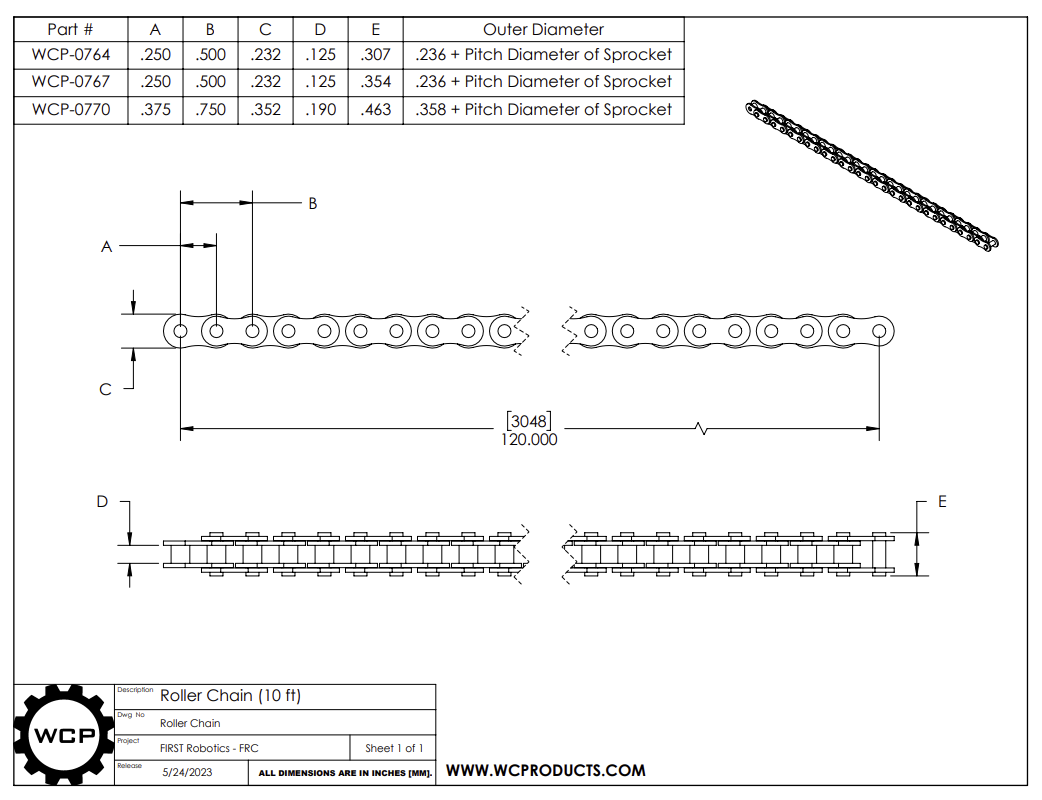 Part # A B C D E Outer Diameter
WCP-0764 .250 .500 .232 .125 .307 .236 + Pitch Diameter of Sprocket
WCP-0767 .250 .500 .232 .125 .354 .236 + Pitch Diameter of Sprocket
WCP-0770 .375 .750 .352 .190 .463 .358 + Pitch Diameter of Sprocket
B
A
C
[3048]
120.000
D
E
WCP
Description Roller Chain (10 ft)
Dwg No
Roller Chain
Project
FIRST Robotics - FRC Sheet 1 of 1
Release
5/24/2023 ALL DIMENSIONS ARE IN INCHES [MM].
WWW.WCPRODUCTS.COM